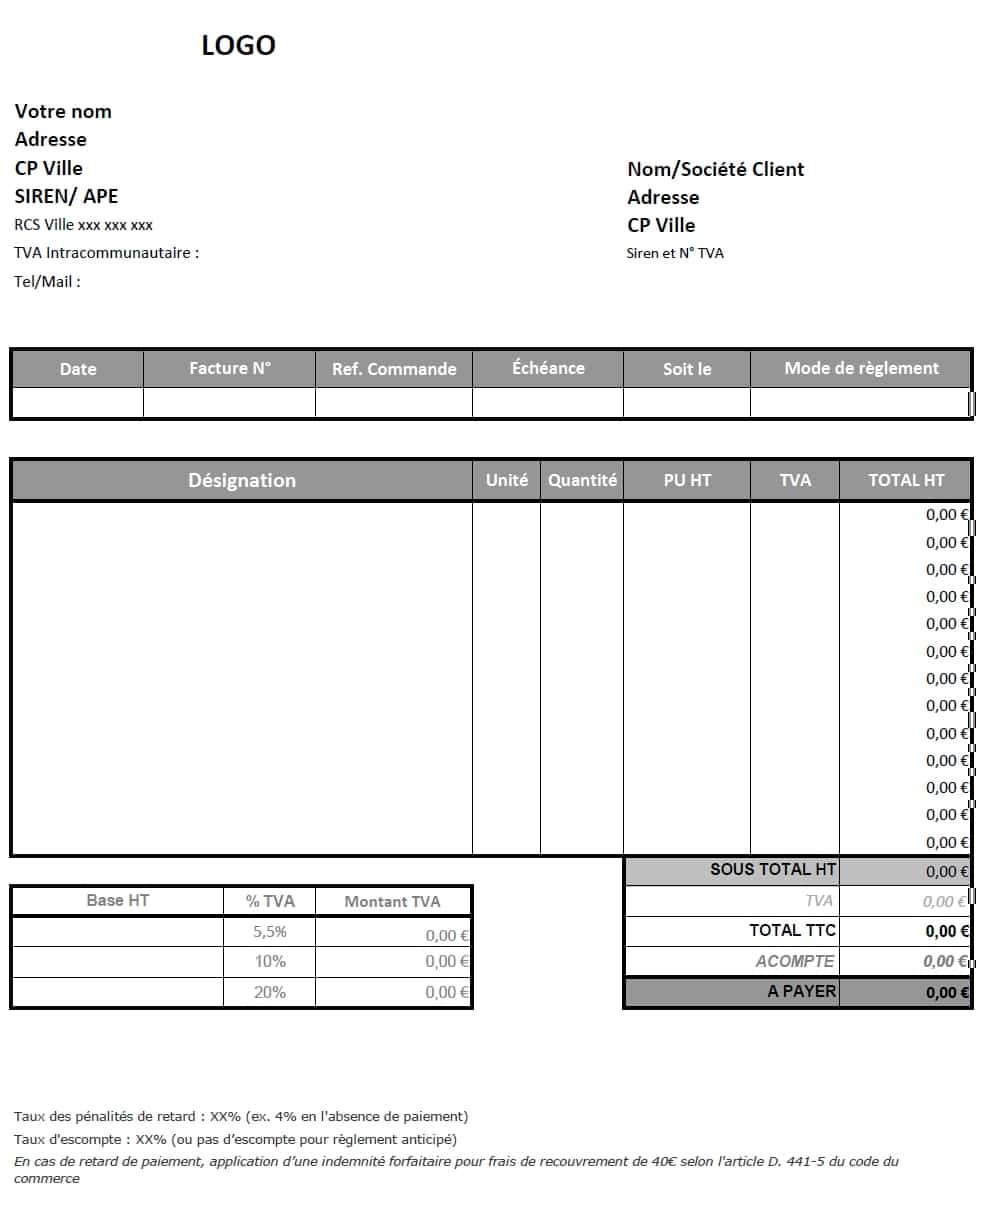 LOGO
Votre nom
Adresse
CP Ville
SIREN/ APE
RCS Ville xxx xxx xxx
TVA Intracommunautaire :
Tel/Mail :
Nom/Société Client
Adresse
CP Ville
Siren et N° TVA
Date Facture N° Ref. Commande Échéance Soit le Mode de règlement
Désignation Unité Quantité PU HT TVA TOTAL HT
0,00 €
0,00 €
0,00 €
0,00 €
0,00 €
0,00 €
0,00 €
0,00 €
0,00 €
0,00 €
0,00 €
0,00 €
0,00 €
SOUS TOTAL HT 0,00 €
TVA 0,00 €
TOTAL TTC 0,00 €
ACOMPTE 0,00 €
A PAYER 0,00 €
Base HT % TVA Montant TVA
5,5% 0,00 €
10% 0,00 €
20% 0,00 €
Taux des pénalités de retard : XX% (ex. 4% en l'absence de paiement)
Taux d'escompte : XX% (ou pas d’escompte pour règlement anticipé)
En cas de retard de paiement, application d’une indemnité forfaitaire pour frais de recouvrement de 40€ selon l'article D. 441-5 du code du
commerce